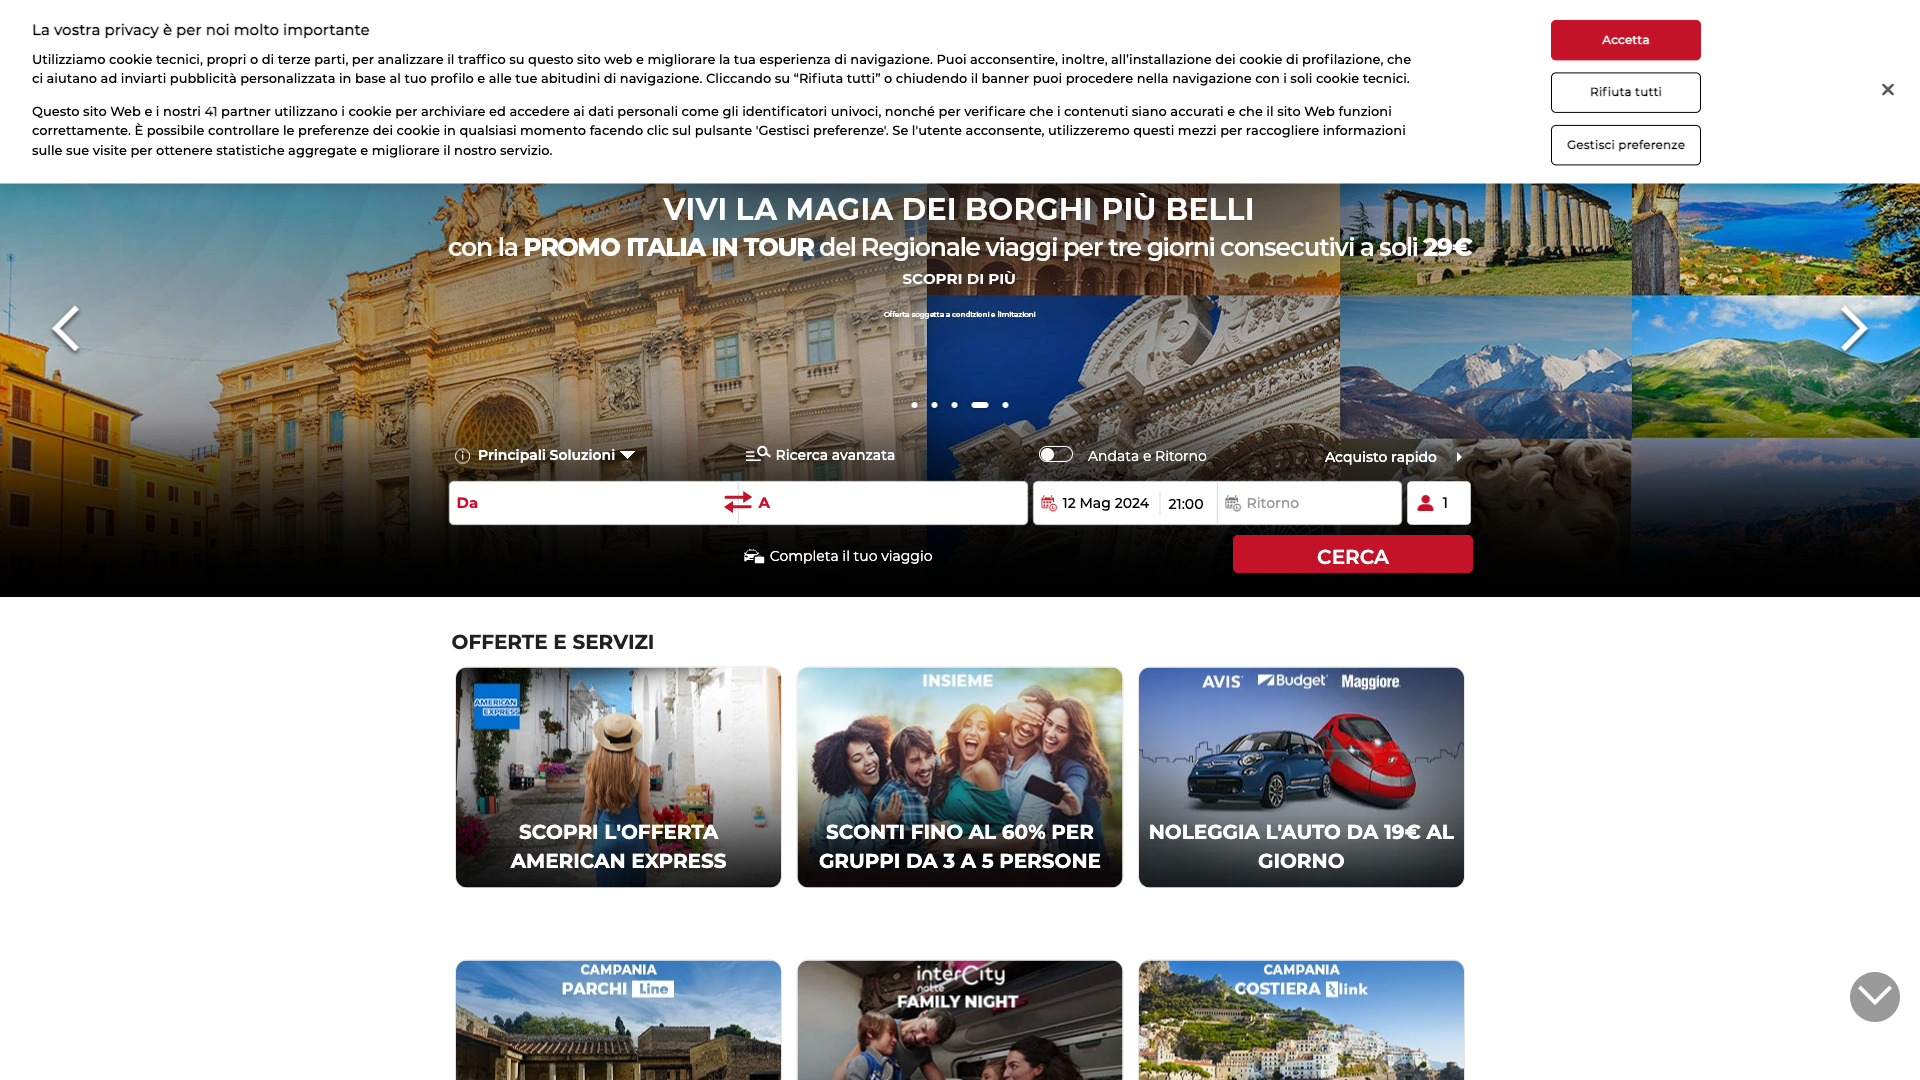 La vostra privacy è per noi molto importante
Utilizziamo cookie tecnici, propri o di terze parti, per analizzare il traffico su questo sito web e migliorare la tua esperienza di navigazione. Puoi acconsentire, inoltre, all’installazione dei cookie di profilazione, che
ci aiutano ad inviarti pubblicità personalizzata in base al tuo profilo e alle tue abitudini di navigazione. Cliccando su “Rifiuta tutti” o chiudendo il banner puoi procedere nella navigazione con i soli cookie tecnici.
Questo sito Web e i nostri 41 partner utilizzano i cookie per archiviare ed accedere ai dati personali come gli identificatori univoci, nonché per verificare che i contenuti siano accurati e che il sito Web funzioni
correttamente. È possibile controllare le preferenze dei cookie in qualsiasi momento facendo clic sul pulsante 'Gestisci preferenze'. Se l'utente acconsente, utilizzeremo questi mezzi per raccogliere informazioni
sulle sue visite per ottenere statistiche aggregate e migliorare il nostro servizio.
Accetta
Rifiuta tutti
Gestisci preferenze
VIVI LA MAGIA DEI BORGHI PIÙ BELLI
con la PROMO ITALIA IN TOUR del Regionale viaggi per tre giorni consecutivi a soli 29€
SCOPRI DI PIÙ
Offerta soggetta a condizioni e limitazioni
Principali Soluzioni
Ricerca avanzata
Andata e Ritorno
Acquisto rapido
Da
A
12 Mag 2024
21:00
Ritorno
1
Completa il tuo viaggio
CERCA
OFFERTE E SERVIZI
AMERICAN
EXPRESS
SCOPRI L'OFFERTA
AMERICAN EXPRESS
INSIEME
SCONTI FINO AL 60% PER
GRUPPI DA 3 A 5 PERSONE
AVIS Budget Maggiore
NOLEGGIA L'AUTO DA 19€ AL
GIORNO
CAMPANIA
PARCHI Line
interCity
notte
FAMILY NIGHT
CAMPANIA
COSTIERA link